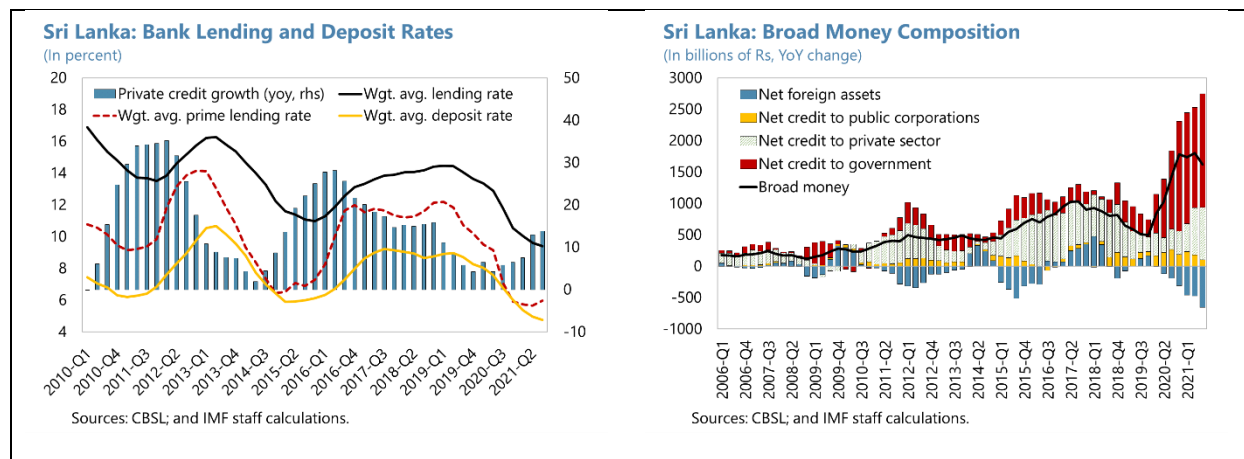 Sri Lanka: Bank Lending and Deposit Rates
(In percent)
20
18
16
14
12
10
8
6
4
50
40
30
20
10
0
-10
Private credit growth (yoy, rhs)
Wgt. avg. lending rate
Wgt. avg. prime lending rate
Wgt. avg. deposit rate
2010-Q1
2010-Q4
2011-Q3
2012-Q2
2013-Q1
2013-Q4
2014-Q3
2015-Q2
2016-Q1
2016-Q4
2017-Q3
2018-Q2
2019-Q1
2019-Q4
2020-Q3
2021-Q2
Sources: CBSL; and IMF staff calculations.
Sri Lanka: Broad Money Composition
(In billions of Rs, YoY change)
3000
2500
2000
1500
1000
500
0
-500
-1000
Net foreign assets
Net credit to public corporations
Net credit to private sector
Net credit to government
Broad money
2006-Q1
2006-Q4
2007-Q3
2008-Q2
2009-Q1
2009-Q4
2010-Q3
2011-Q2
2012-Q1
2012-Q4
2013-Q3
2014-Q2
2015-Q1
2015-Q4
2016-Q3
2017-Q2
2018-Q1
2018-Q4
2019-Q3
2020-Q2
2021-Q1
Sources: CBSL; and IMF staff calculations.